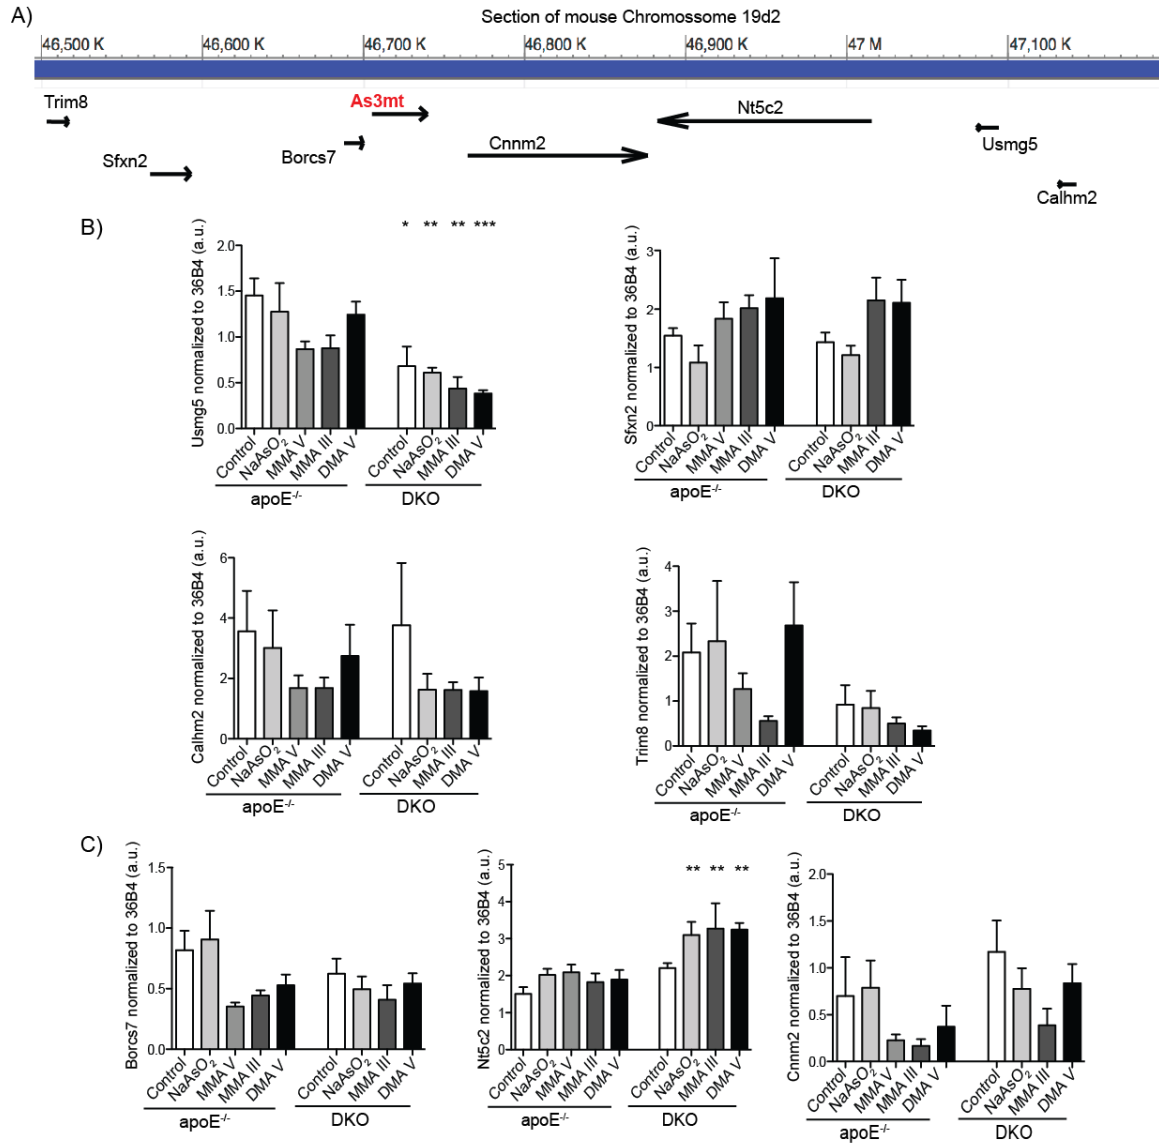 A)
Section of mouse Chromossome 19d2
46,500 K 46,600 K 46,700 K 46,800 K 46,900 K 47 M 47,100 K
Trim8 As3mt Nt5c2
Sfxn2 Borcs7 Cnnm2 Usmg5
Calhm2
B)
* ** ** ***
Usmg5 normalized to 36B4 (a.u.)
2.0
1.5
1.0
0.5
0.0
Control NaAsO2 MMA V MMA III DMA V Control NaAsO2 MMA III DMA V
apoE-/- DKO
Sfxn2 normalized to 36B4 (a.u.)
3
2
1
0
Control NaAsO2 MMA V MMA III DMA V Control NaAsO2 MMA III DMA V
apoE-/- DKO
Calhm2 normalized to 36B4 (a.u.)
6
4
2
0
Control NaAsO2 MMA V MMA III DMA V Control NaAsO2 MMA III DMA V
apoE-/- DKO
Trim8 normalized to 36B4 (a.u.)
4
3
2
1
0
Control NaAsO2 MMA V MMA III DMA V Control NaAsO2 MMA III DMA V
apoE-/- DKO
C)
Borcs7 normalized to 36B4 (a.u.)
1.5
1.0
0.5
0.0
Control NaAsO2 MMA V MMA III DMA V Control NaAsO2 MMA III DMA V
apoE-/- DKO
Nt5c2 normalized to 36B4 (a.u.)
** ** **
5
4
3
2
1
0
Control NaAsO2 MMA V MMA III DMA V Control NaAsO2 MMA III DMA V
apoE-/- DKO
Cnnm2 normalized to 36B4 (a.u.)
2.0
1.5
1.0
0.5
0.0
Control NaAsO2 MMA V MMA III DMA V Control NaAsO2 MMA III DMA V
apoE-/- DKO